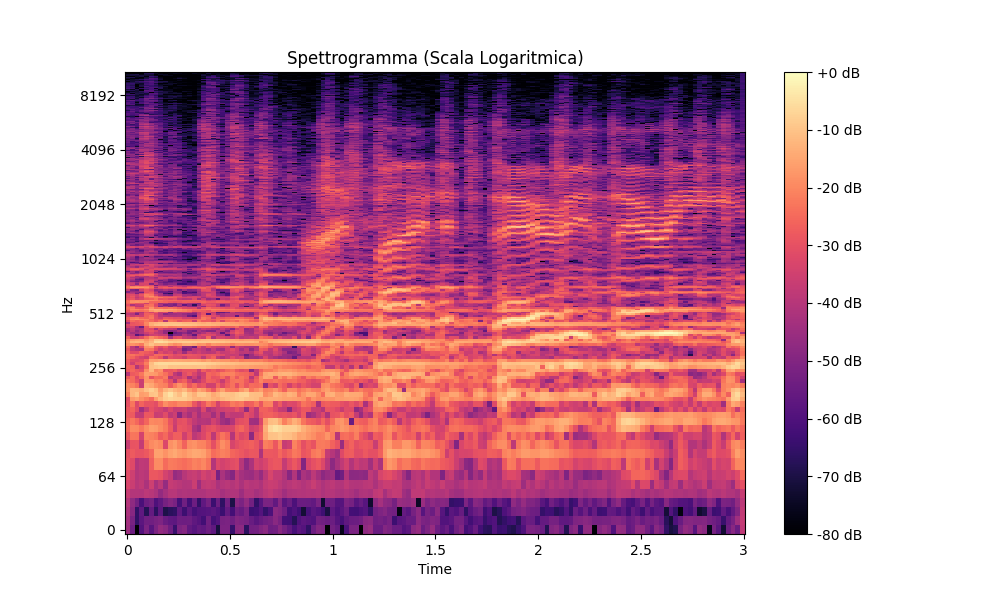 Spettrogramma (Scala Logaritmica)
8192
4096
2048
1024
512
256
128
64
0
Hz
0
0.5
1
1.5
2
2.5
3
Time
+0 dB
-10 dB
-20 dB
-30 dB
-40 dB
-50 dB
-60 dB
-70 dB
-80 dB